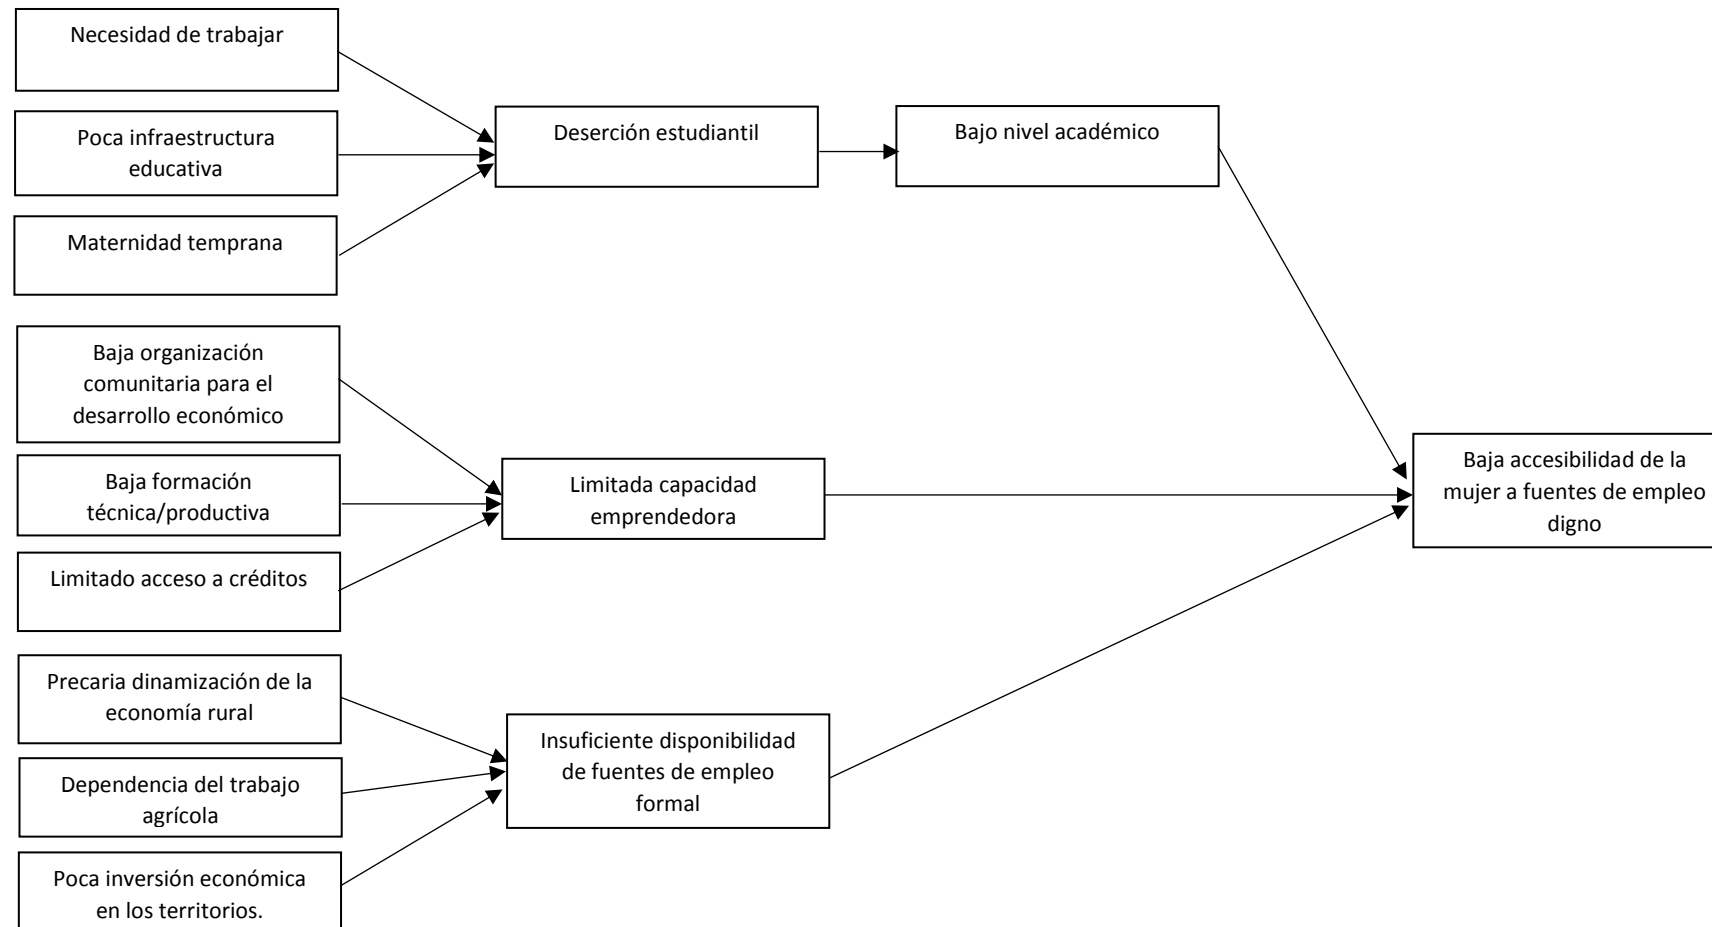 Necesidad de trabajar
Poca infraestructura
educativa
Maternidad temprana
Deserción estudiantil
Bajo nivel académico
Baja organización
comunitaria para el
desarrollo económico
Baja formación
técnica/productiva
Limitado acceso a créditos
Limitada capacidad
emprendedora
Precaria dinamización de la
economía rural
Dependencia del trabajo
agrícola
Poca inversión económica
en los territorios.
Insuficiente disponibilidad
de fuentes de empleo
formal
Baja accesibilidad de la
mujer a fuentes de empleo
digno